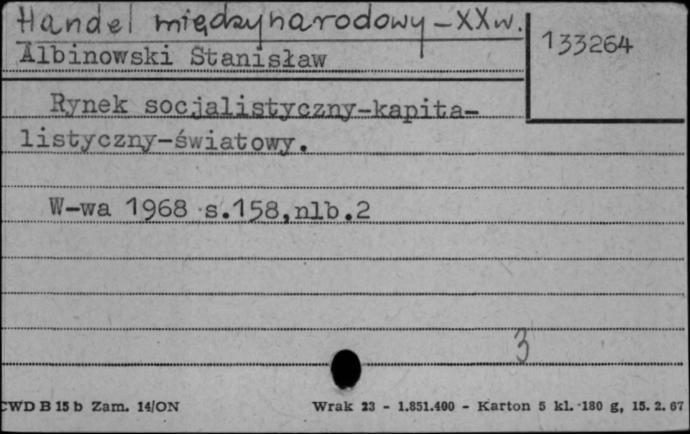 Handel międzynarodowy - XX w.
133264
Albinowski Stanisław
Rynek socjalistyczny-kapita-
listyczny-światowy.
W-wa 1968 s.158,nlb.2
3
CWD B 15 b Zam. 14/ON
Wrak 23 - 1.851.400 - Karton 5 kl. 180 g, 15. 2. 67